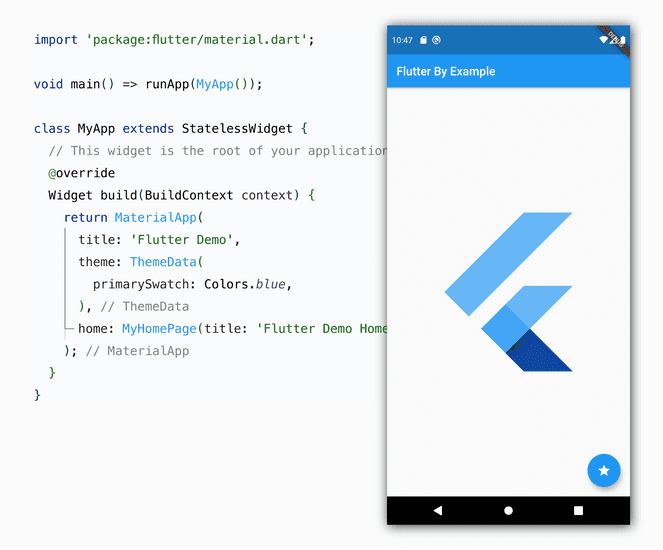 import 'package:flutter/material.dart';
void main() => runApp(MyApp());
class MyApp extends StatelessWidget {
// This widget is the root of your application
@override
Widget build(BuildContext context) {
return MaterialApp(
title: 'Flutter Demo',
theme: ThemeData(
primarySwatch: Colors.blue,
), // ThemeData
home: MyHomePage(title: 'Flutter Demo Home
); // MaterialApp
}
}
10:47
DEBUG
Flutter By Example